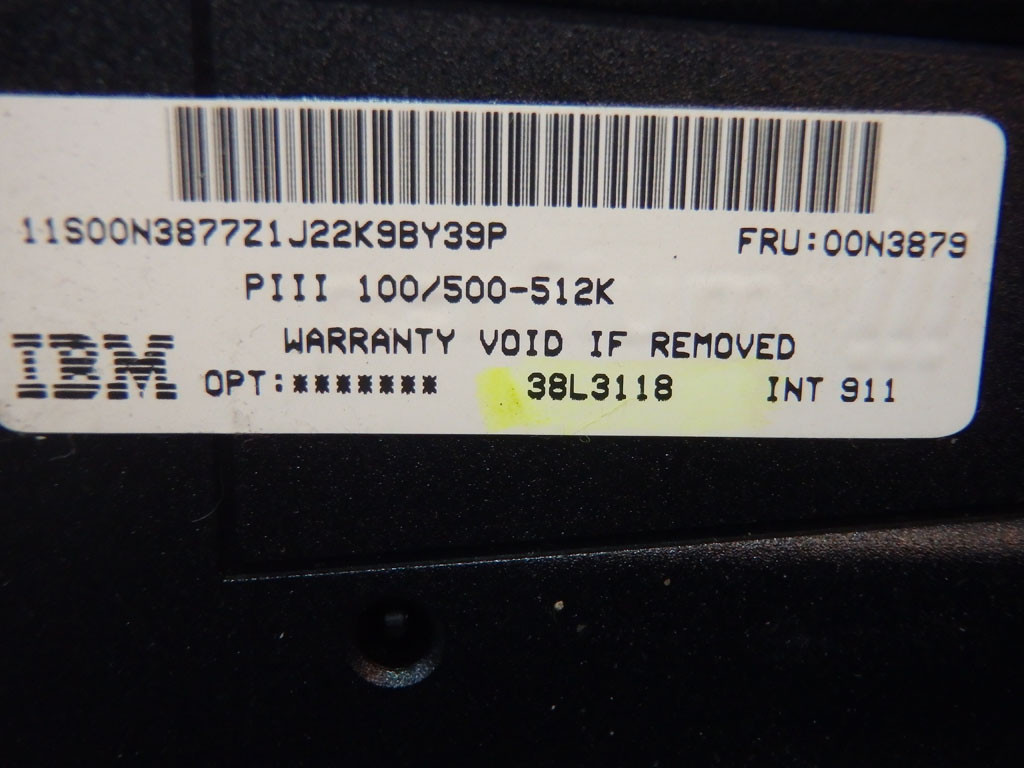 11S00N3877Z1J22K9BY39P FRU:00N3879
PIII 100/500-512K
WARRANTY VOID IF REMOVED
IBM OPT:******* 38L3118 INT 911